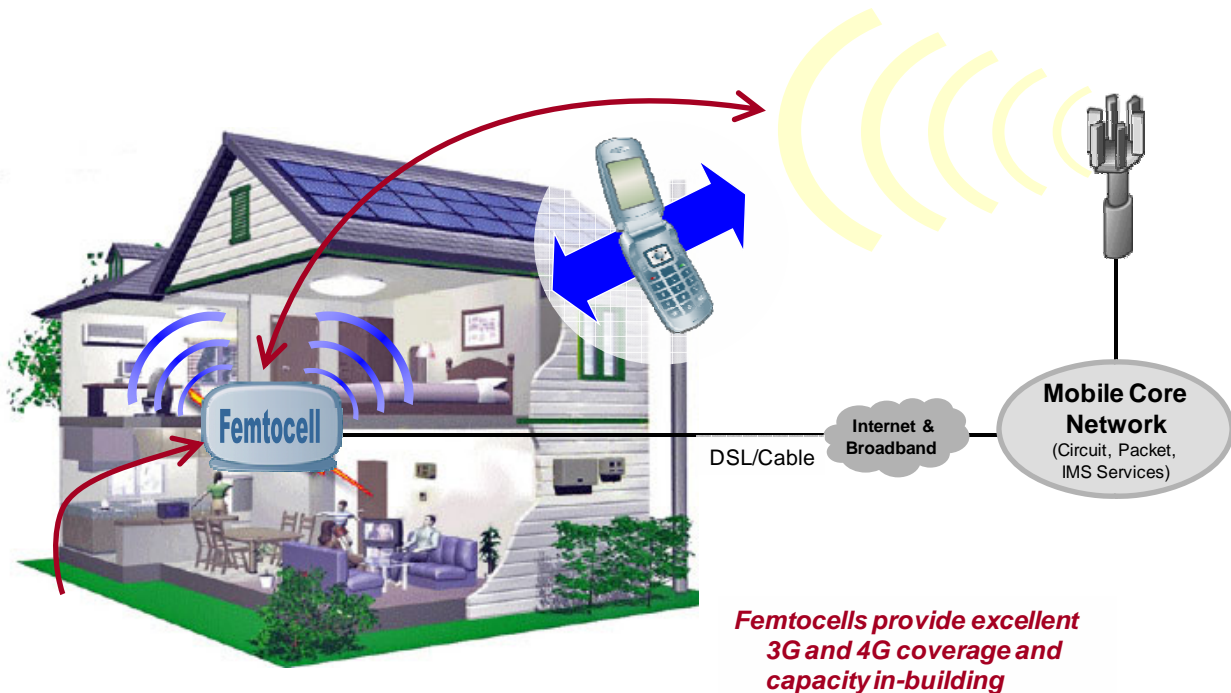 Femtocell
DSL/Cable
Internet &
Broadband
Mobile Core
Network
(Circuit, Packet,
IMS Services)
Femtocells provide excellent
3G and 4G coverage and
capacity in-building